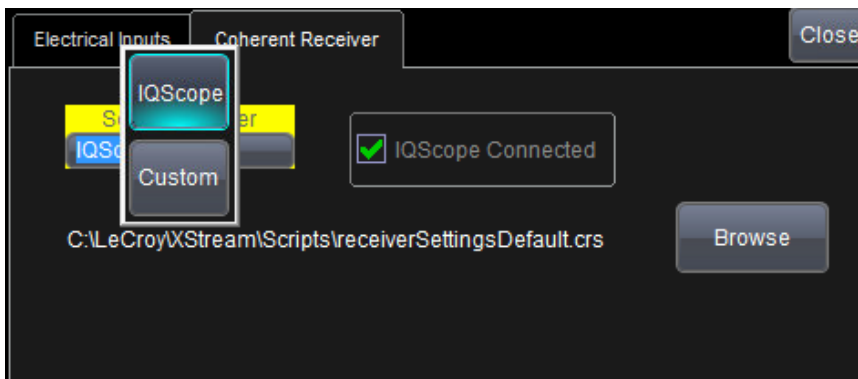 Electrical Inputs
Coherent Receiver
Close
IQScope
IQScope Connected
Custom
C:\LeCroy\XStream\Scripts\receiverSettingsDefault.crs
Browse